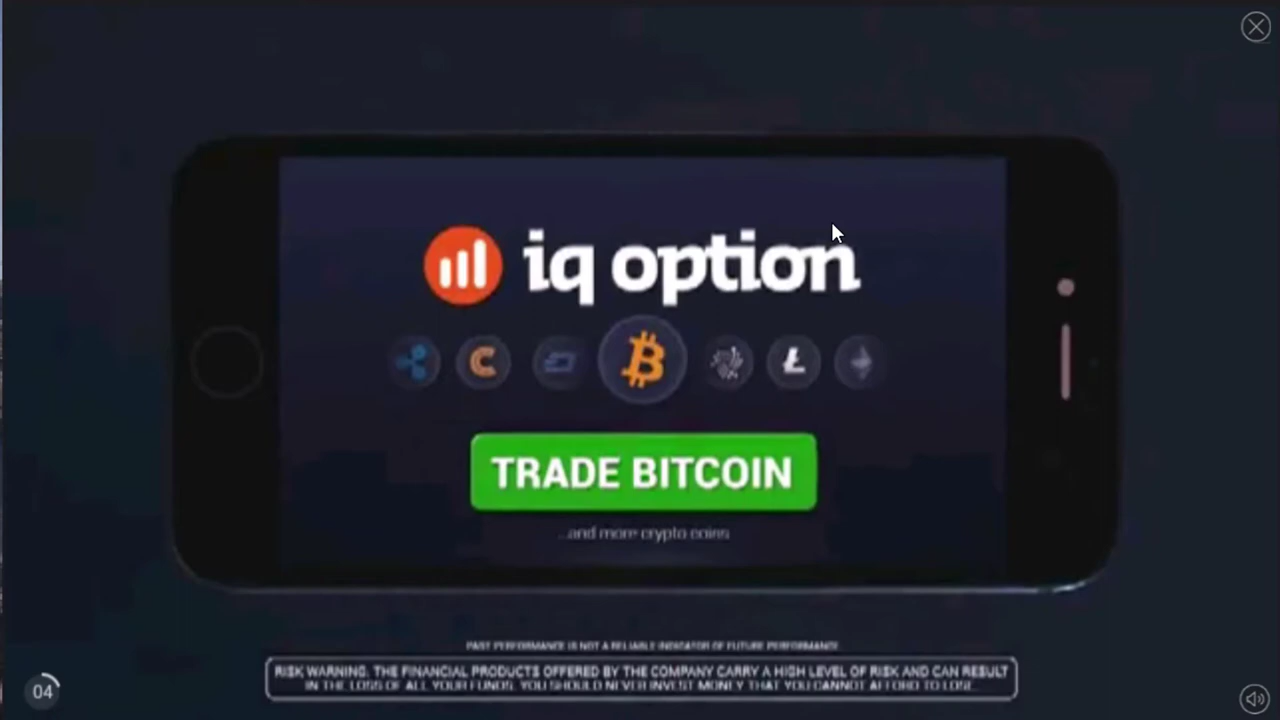 iq option
TRADE BITCOIN
...and more crypto coins
PAST PERFORMANCE IS NOT A RELIABLE INDICATOR OF FUTURE PERFORMANCE.
RISK WARNING: THE FINANCIAL PRODUCTS OFFERED BY THE COMPANY CARRY A HIGH LEVEL OF RISK AND CAN RESULT
IN THE LOSS OF ALL YOUR FUNDS. YOU SHOULD NEVER INVEST MONEY THAT YOU CANNOT AFFORD TO LOSE.
04